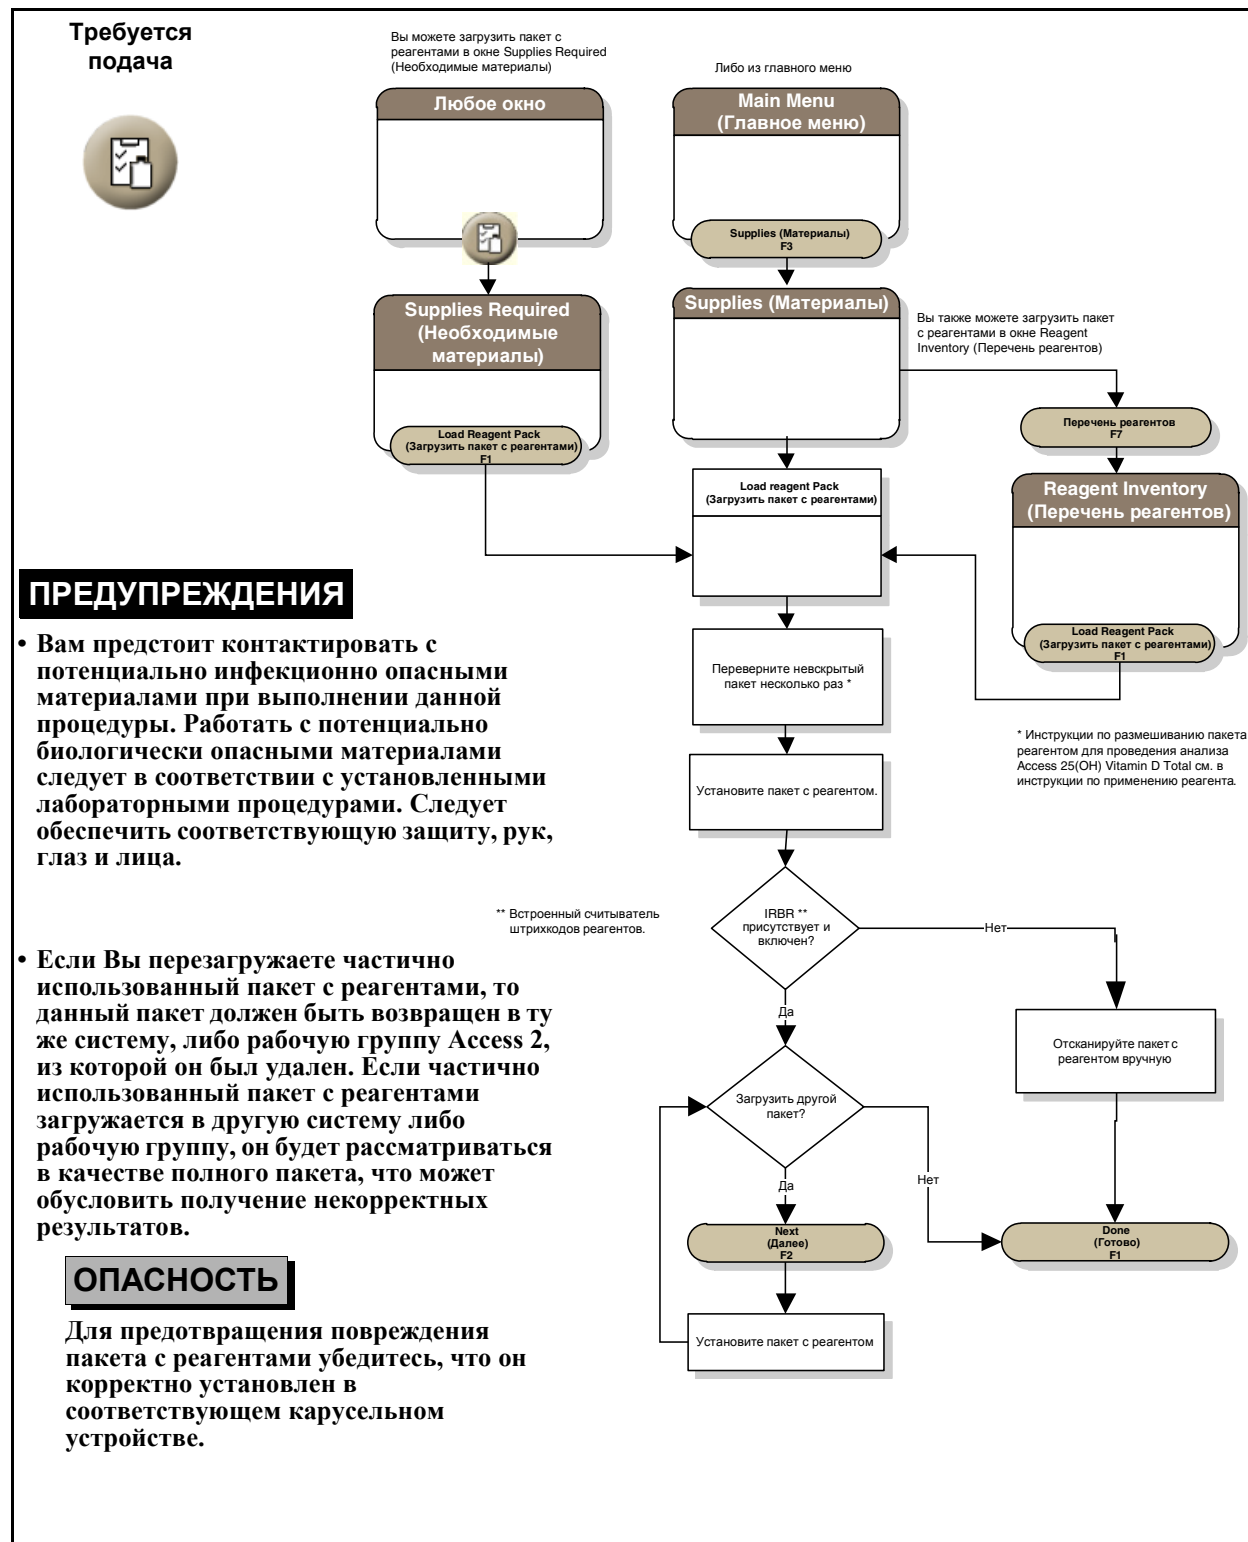 Требуется
подача
Вы можете загрузить пакет с
реагентами в окне Supplies Required
(Необходимые материалы)
Либо из главного меню
Любое окно
Main Menu
(Главное меню)
Supplies (Материалы)
F3
Supplies Required
(Необходимые
материалы)
Supplies (Материалы)
Вы также можете загрузить пакет
с реагентами в окне Reagent
Inventory (Перечень реагентов)
Load Reagent Pack
(Загрузить пакет с реагентами)
F1
Перечень реагентов
F7
Load reagent Pack
(Загрузить пакет с реагентами)
Reagent Inventory
(Перечень реагентов)
Load Reagent Pack
(Загрузить пакет с реагентами)
F1
ПРЕДУПРЕЖДЕНИЯ
• Вам предстоит контактировать с
потенциально инфекционно опасными
материалами при выполнении данной
процедуры. Работать с потенциально
биологически опасными материалами
следует в соответствии с установленными
лабораторными процедурами. Следует
обеспечить соответствующую защиту, рук,
глаз и лица.
Переверните невскрытый
пакет несколько раз *
* Инструкции по размешиванию пакета
реагентом для проведения анализа
Access 25(OH) Vitamin D Total см. в
инструкции по применению реагента.
Установите пакет с реагентом.
** Встроенный считыватель
штрихкодов реагентов.
IRBR **
присутствует и
включен?
Нет
Да
• Если Вы перезагружаете частично
использованный пакет с реагентами, то
данный пакет должен быть возвращен в ту
же систему, либо рабочую группу Access 2,
из которой он был удален. Если частично
использованный пакет с реагентами
загружается в другую систему либо
рабочую группу, он будет рассматриваться
в качестве полного пакета, что может
обусловить получение некорректных
результатов.
Отсканируйте пакет с
реагентом вручную
Загрузить другой
пакет?
Нет
Да
Next
(Далее)
F2
Done
(Готово)
F1
Установите пакет с реагентом
ОПАСНОСТЬ
Для предотвращения повреждения
пакета с реагентами убедитесь, что он
корректно установлен в
соответствующем карусельном
устройстве.